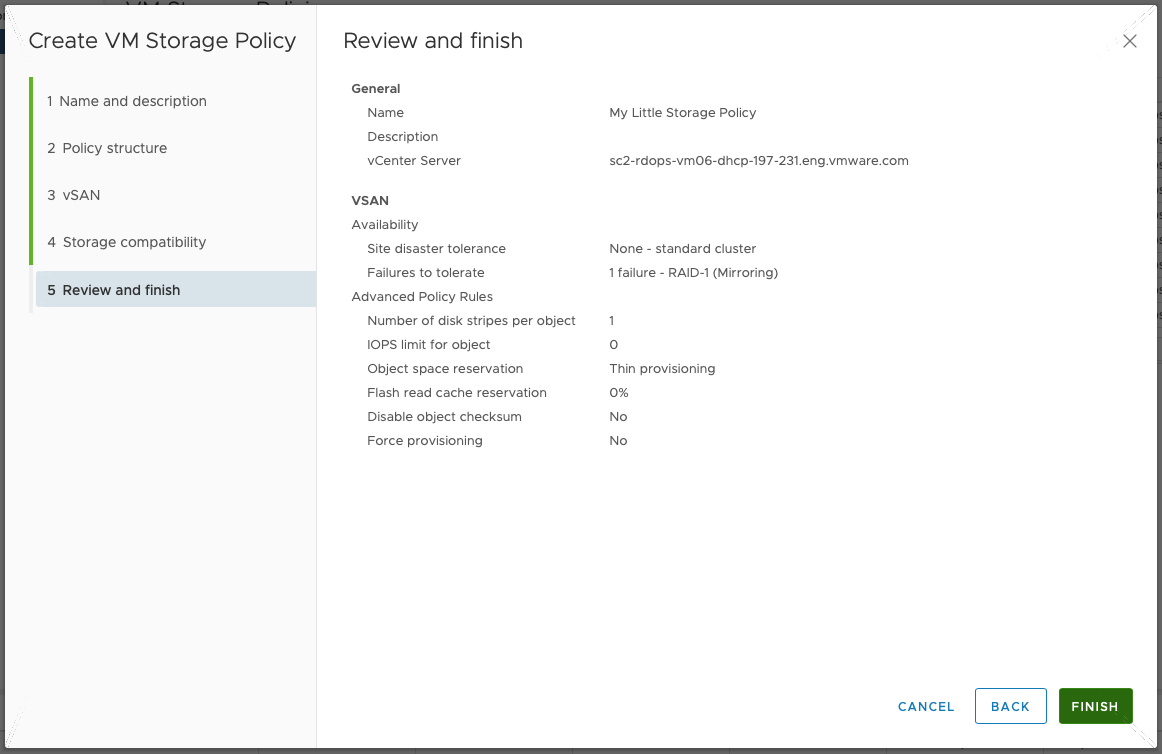 Create VM Storage Policy
1 Name and description
2 Policy structure
3 vSAN
4 Storage compatibility
5 Review and finish
Review and finish
General
Name My Little Storage Policy
Description
vCenter Server sc2-rdops-vm06-dhcp-197-231.eng.vmware.com
VSAN
Availability
Site disaster tolerance None - standard cluster
Failures to tolerate 1 failure - RAID-1 (Mirroring)
Advanced Policy Rules
Number of disk stripes per object 1
IOPS limit for object 0
Object space reservation Thin provisioning
Flash read cache reservation 0%
Disable object checksum No
Force provisioning No
CANCEL BACK FINISH